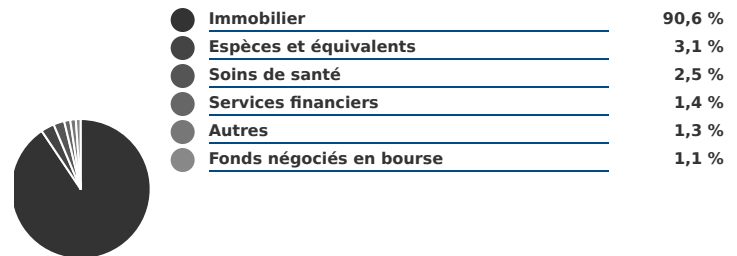 Immobilier 90,6 %
Espèces et équivalents 3,1 %
Soins de santé 2,5 %
Services financiers 1,4 %
Autres 1,3 %
Fonds négociés en bourse 1,1 %